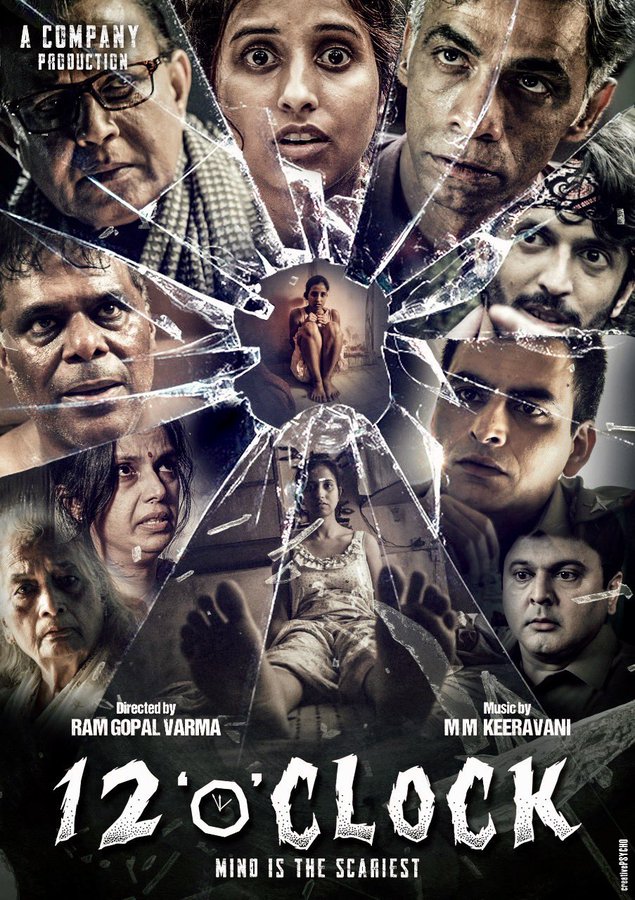 A COMPANY
PRODUCTION
Directed by
RAM GOPAL VARMA
Music by
M M KEERAVANI
12 'O' CLOCK
MIND IS THE SCARIEST
creativePSYCHO